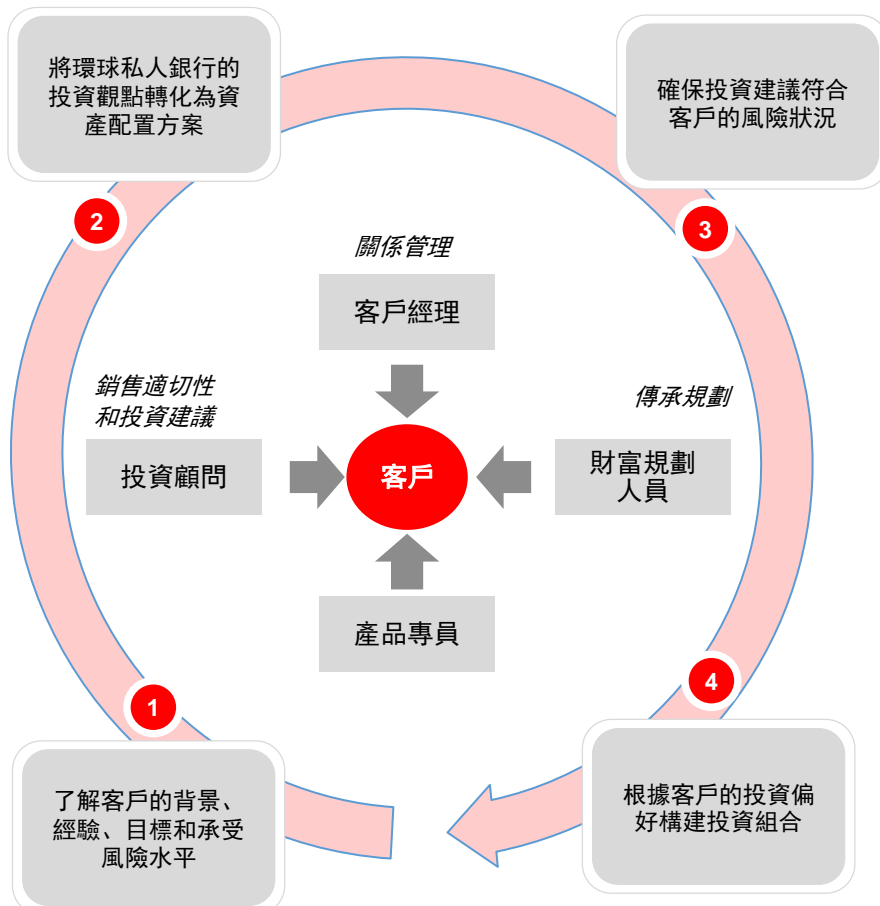 將環球私人銀行的
投資觀點轉化為資
產配置方案
確保投資建議符合
客戶的風險狀況
2
3
關係管理
客戶經理
銷售適切性
和投資建議
投資顧問
客戶
傳承規劃
財富規劃
人員
產品專員
1
4
了解客戶的背景、
經驗、目標和承受
風險水平
根據客戶的投資偏
好構建投資組合